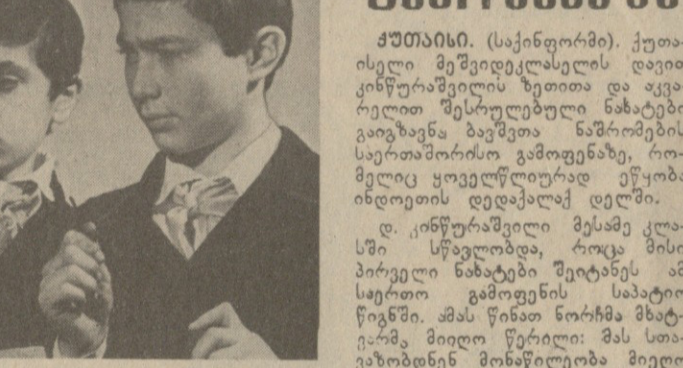 ქუთაისი. (საქინფორმი). ქუთა-
ისელი მეშვიდეკლასელის დავით
კინწურაშვილის ზეთითა და აკვა-
რელით შესრულებული ნახატები
გაიგზავნა ბავშვთა ნაშრომების
საერთაშორისო გამოფენაზე, რო-
მელიც ყოველწლიურად ეწყობა
ინდოეთის დედაქალაქ დელში.
დ. კინწურაშვილი მესამე კლა-
სში სწავლობდა, როცა მისი
პირველი ნახატები შეიტანეს ამ
საერთო გამოფენის საპატიო
წიგნში. ამას წინათ ნორჩმა მხატ-
ვარმა მიიღო წერილი: მას სთა-
ვაზობდნენ მონაწილეობა მიეღო